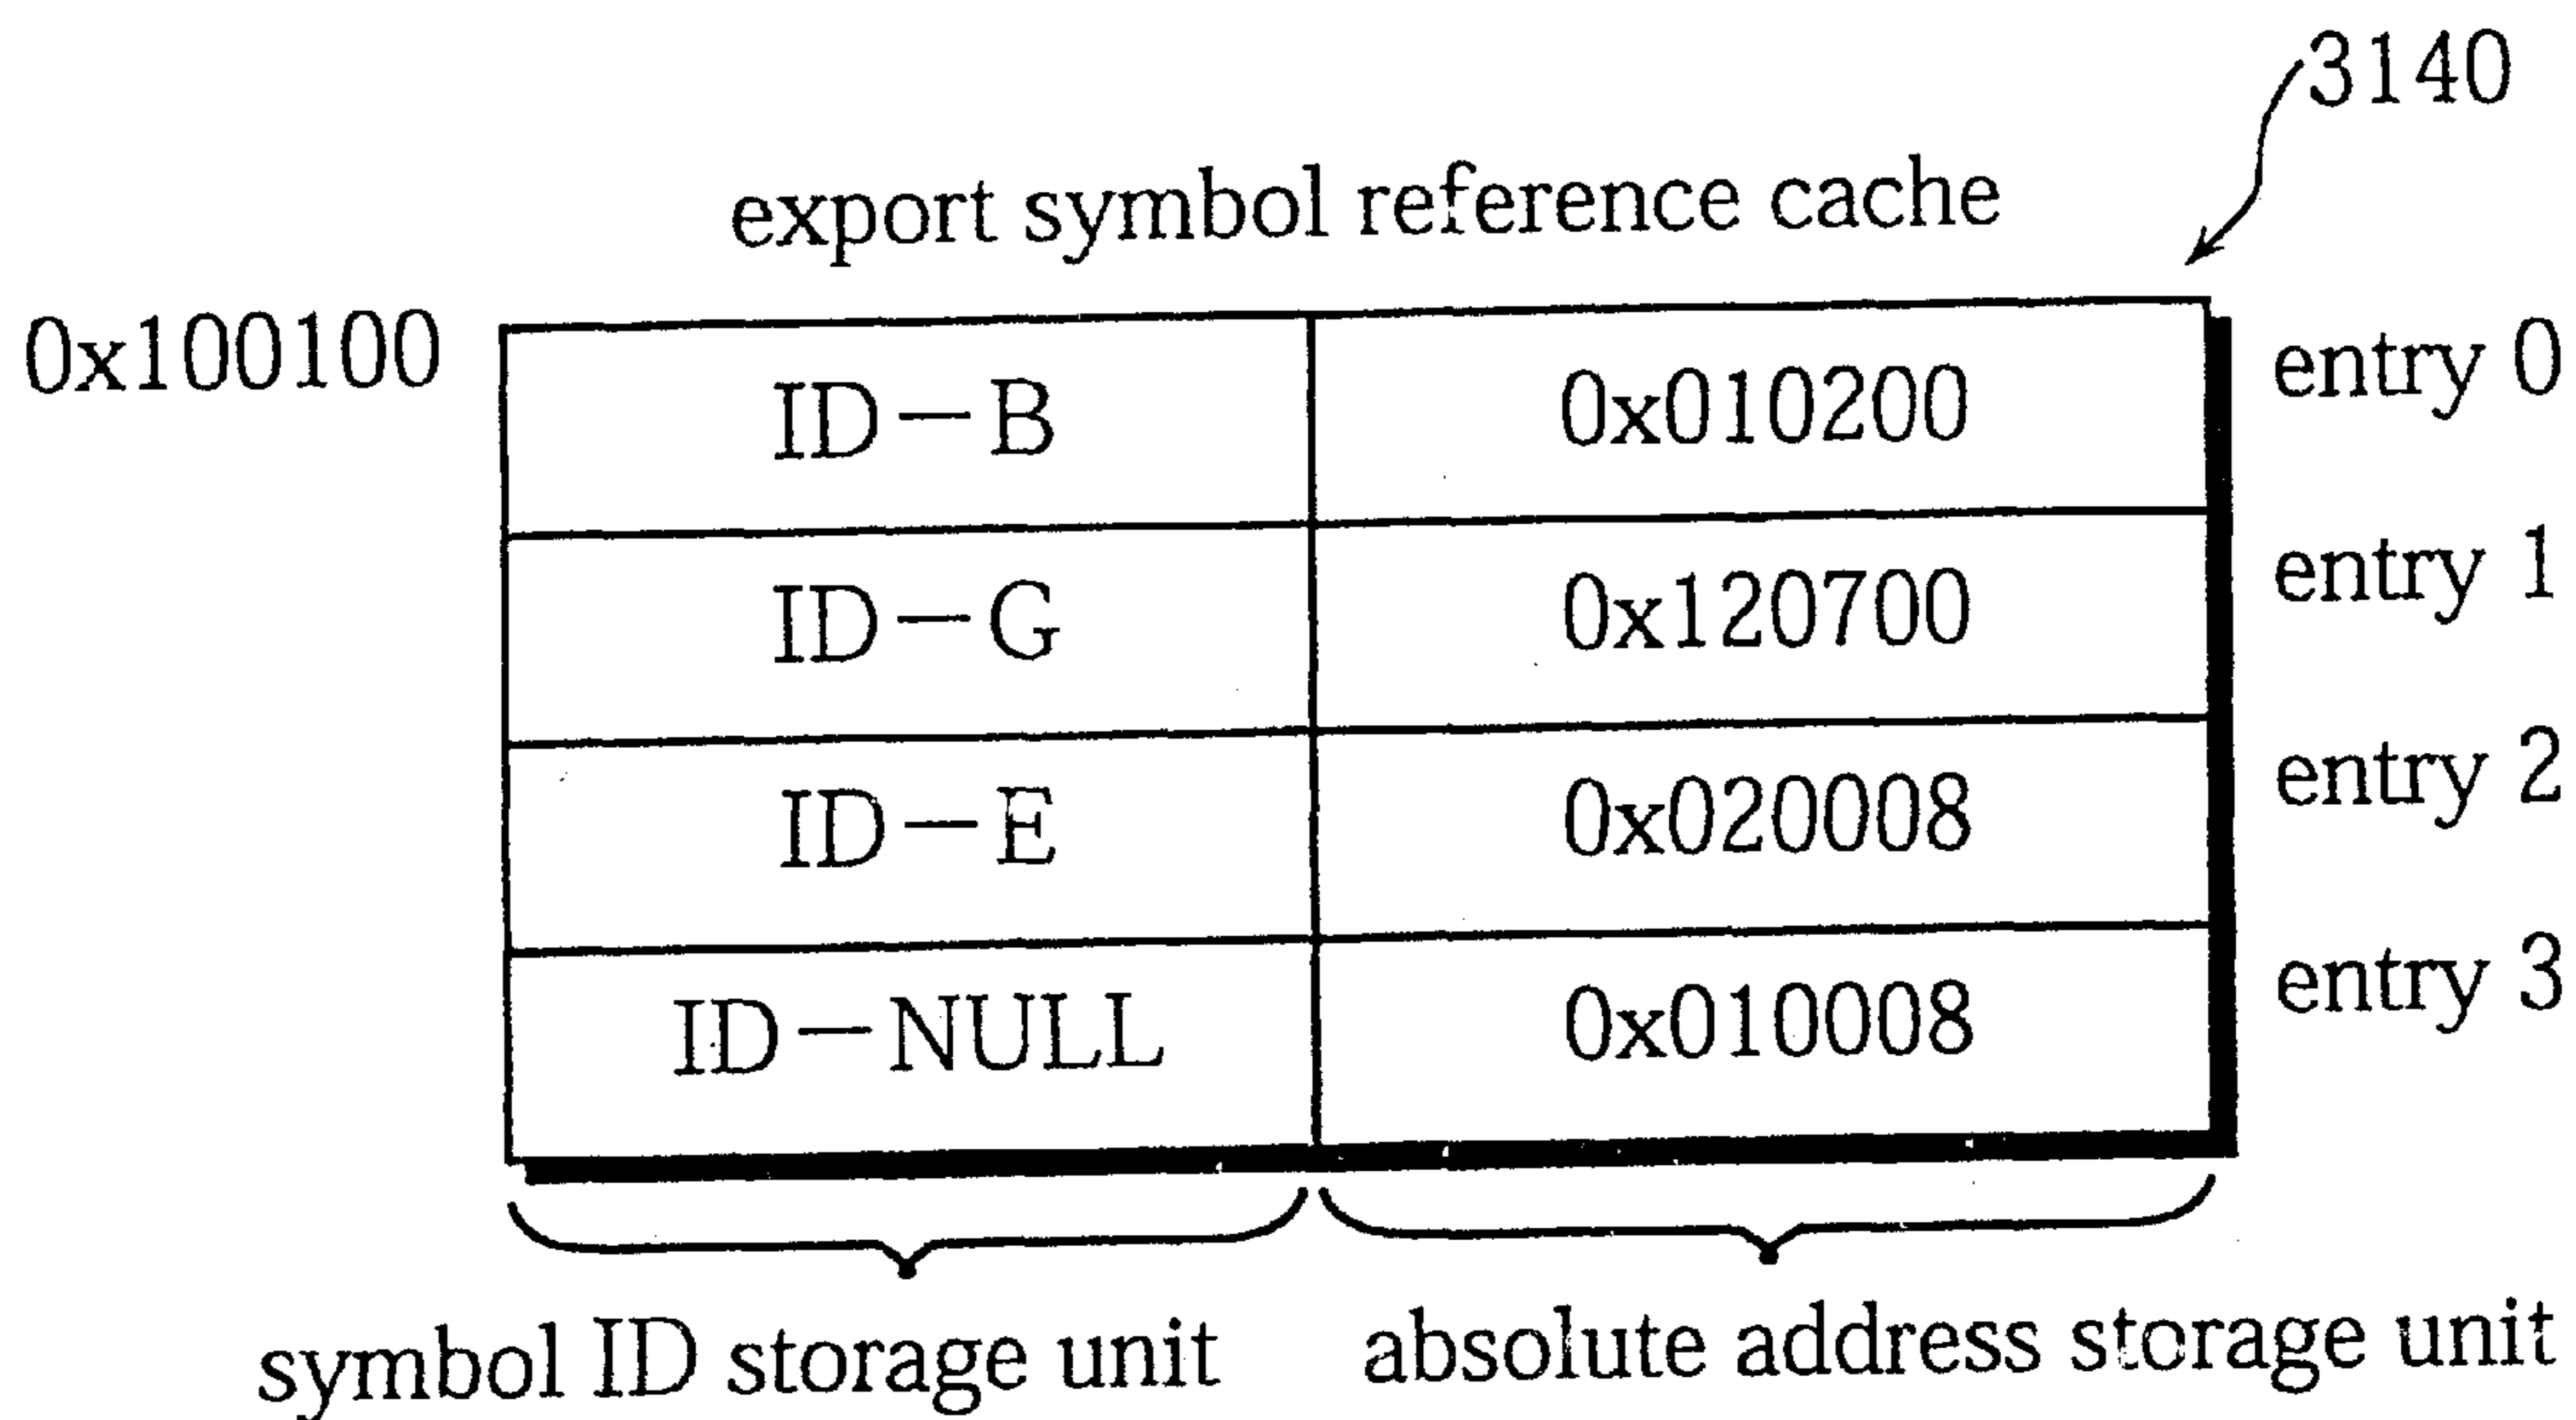 3140
export symbol reference cache
0x100100 ID-B 0x010200 entry 0
ID-G 0x120700 entry 1
ID-E 0x020008 entry 2
ID-NULL 0x010008 entry 3
symbol ID storage unit absolute address storage unit